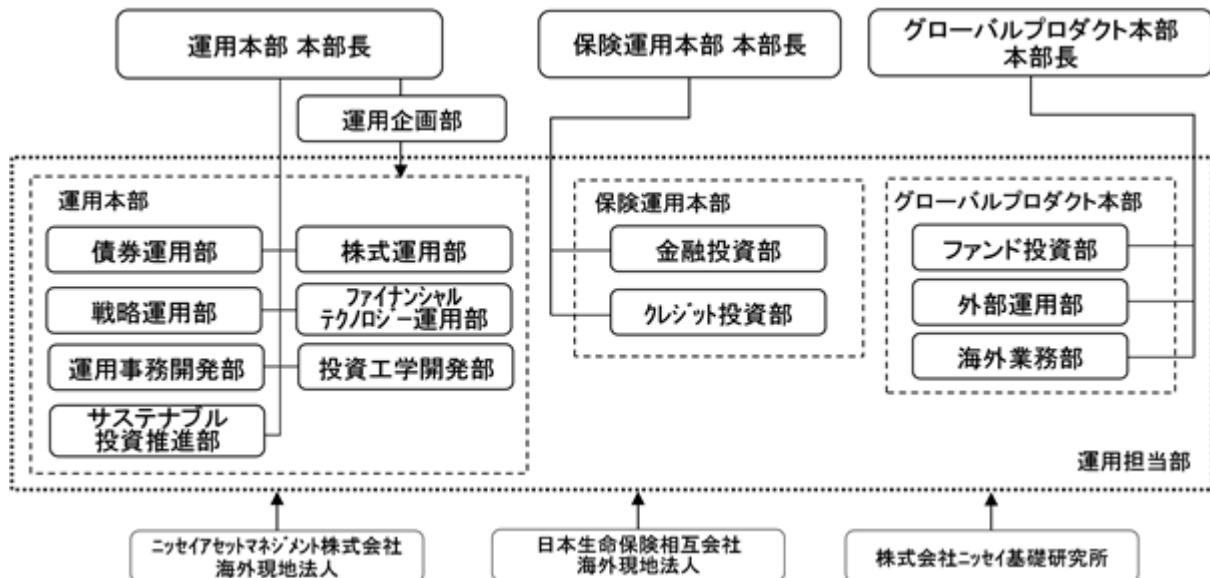 運用本部 本部長
保険運用本部 本部長
グローバルプロダクト本部
本部長
運用企画部
運用本部
債券運用部
株式運用部
戦略運用部
ファイナンシャル
テクノロジー運用部
運用事務開発部
投資工学開発部
サステナブル
投資推進部
保険運用本部
金融投資部
クレジット投資部
グローバルプロダクト本部
ファンド投資部
外部運用部
海外業務部
運用担当部
ニッセイアセットマネジメント株式会社
海外現地法人
日本生命保険相互会社
海外現地法人
株式会社ニッセイ基礎研究所